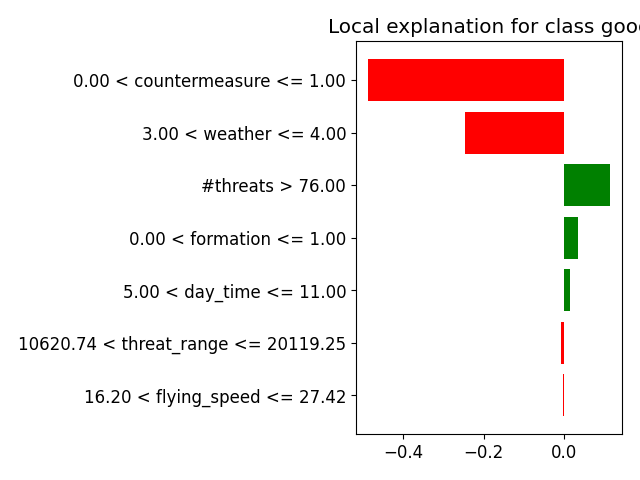 Local explanation for class goo
0.00 < countermeasure <= 1.00
3.00 < weather <= 4.00
#threats > 76.00
0.00 < formation <= 1.00
5.00 < day_time <= 11.00
10620.74 < threat_range <= 20119.25
16.20 < flying_speed <= 27.42
−0.4 −0.2 0.0